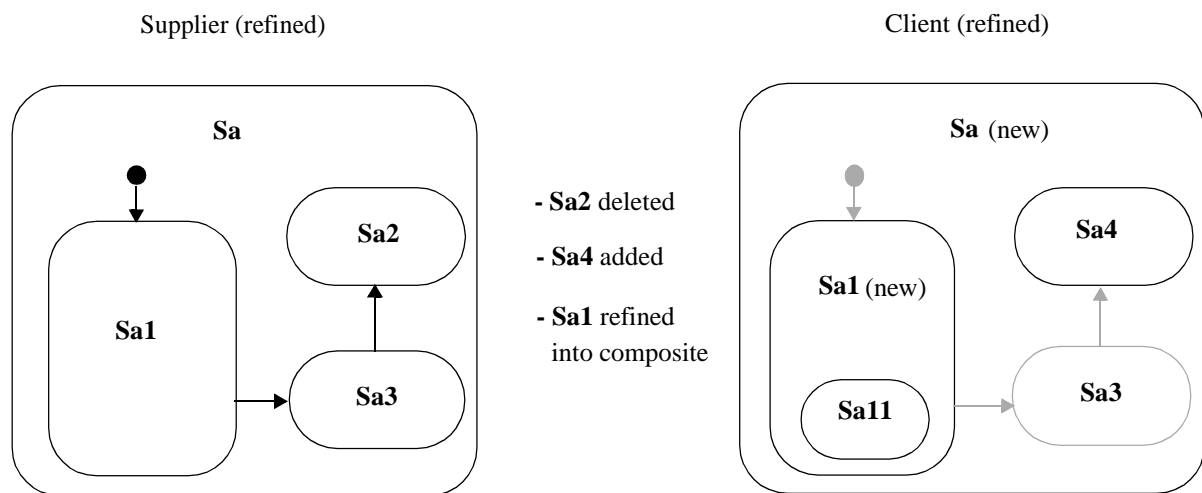 Supplier (refined)
Client (refined)
Sa
Sa1
Sa2
Sa3
- Sa2 deleted
- Sa4 added
- Sa1 refined
into composite
Sa (new)
Sa1 (new)
Sa11
Sa4
Sa3